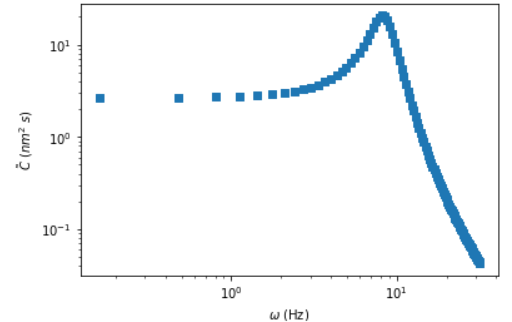 10¹
10⁰
10⁻¹
C̃ (nm² s)
10⁰ 10¹
ω (Hz)